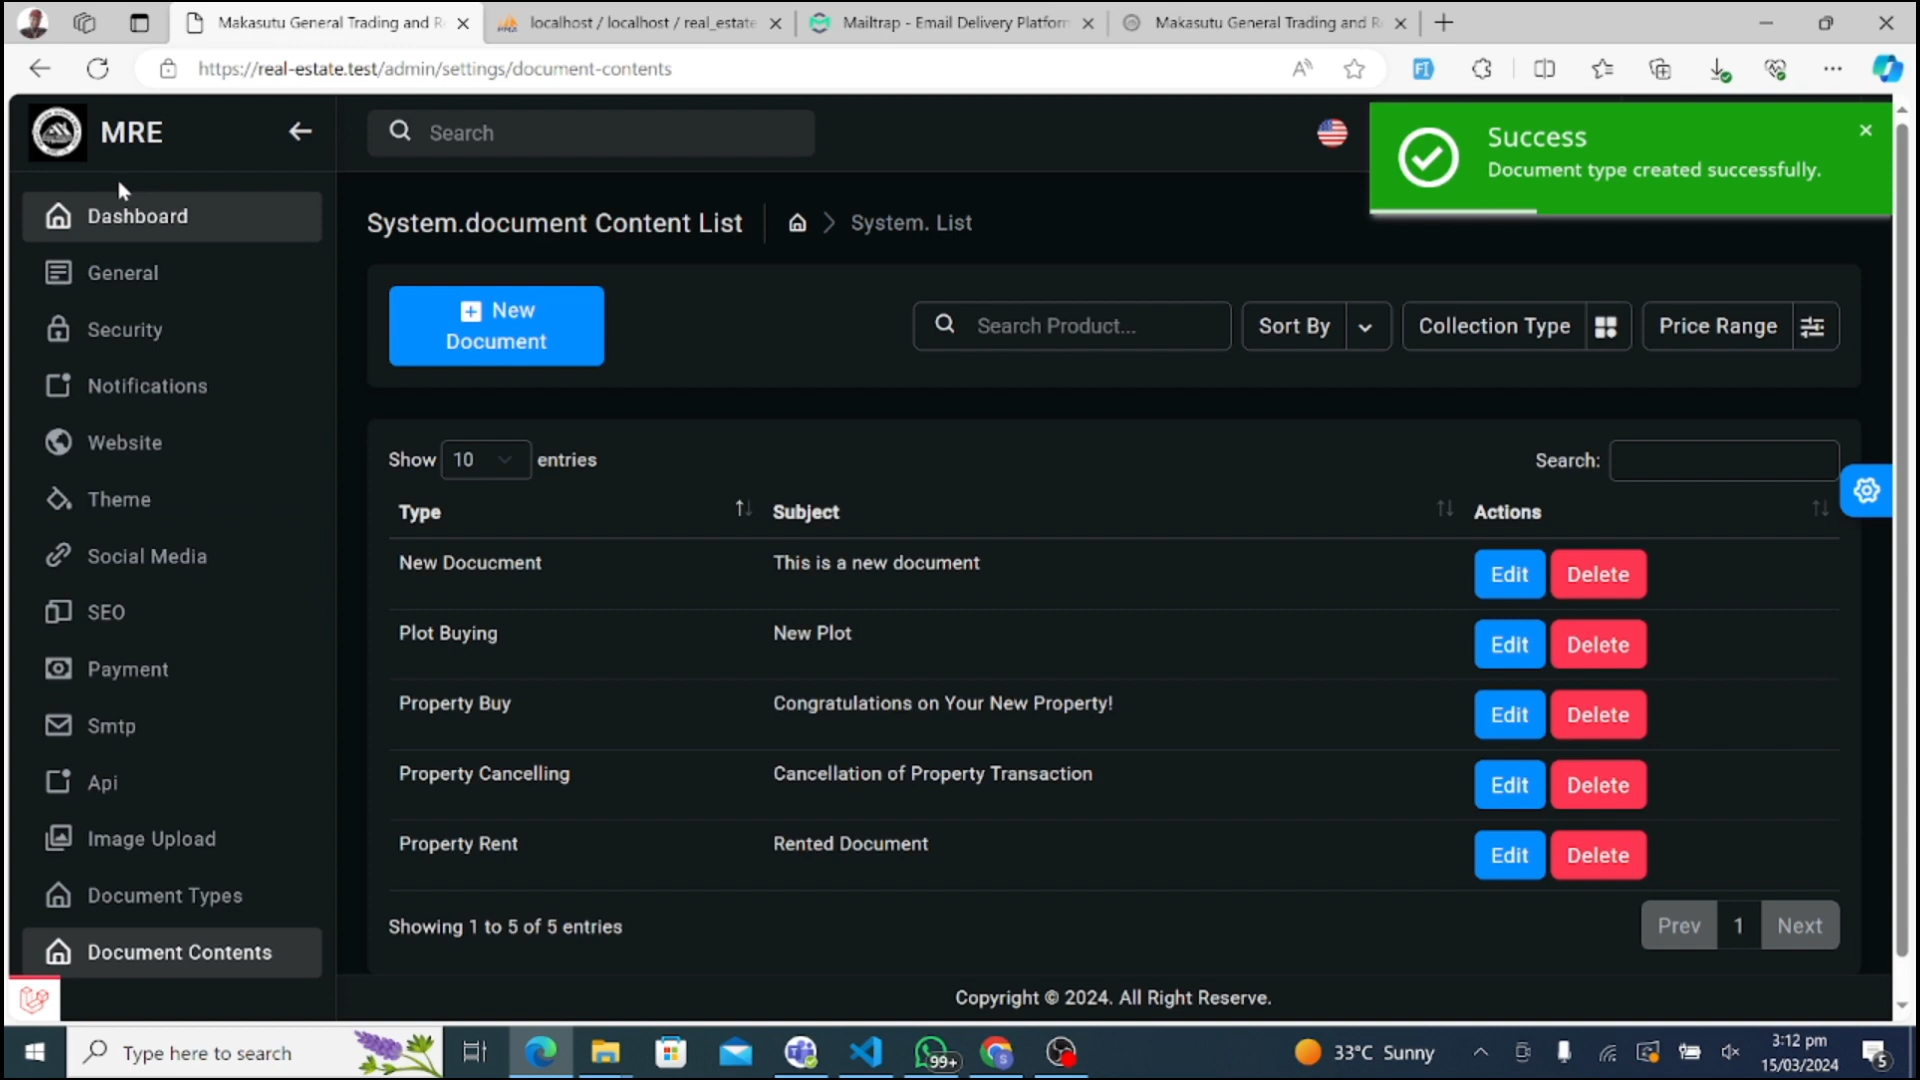 Makasutu General Trading and R
localhost / localhost / real_estate
Mailtrap - Email Delivery Platform
Makasutu General Trading and R
https://real-estate.test/admin/settings/document-contents
MRE
Search
Success
Document type created successfully.
Dashboard
General
Security
Notifications
Website
Theme
Social Media
SEO
Payment
Smtp
Api
Image Upload
Document Types
Document Contents
System.document Content List
System. List
New
Document
Search Product...
Sort By
Collection Type
Price Range
Show 10 entries
Search:
Type Subject Actions
New Docucment This is a new document Edit Delete
Plot Buying New Plot Edit Delete
Property Buy Congratulations on Your New Property! Edit Delete
Property Cancelling Cancellation of Property Transaction Edit Delete
Property Rent Rented Document Edit Delete
Showing 1 to 5 of 5 entries
Prev 1 Next
Copyright © 2024. All Right Reserve.
Type here to search
99+
33°C Sunny
3:12 pm
15/03/2024
5